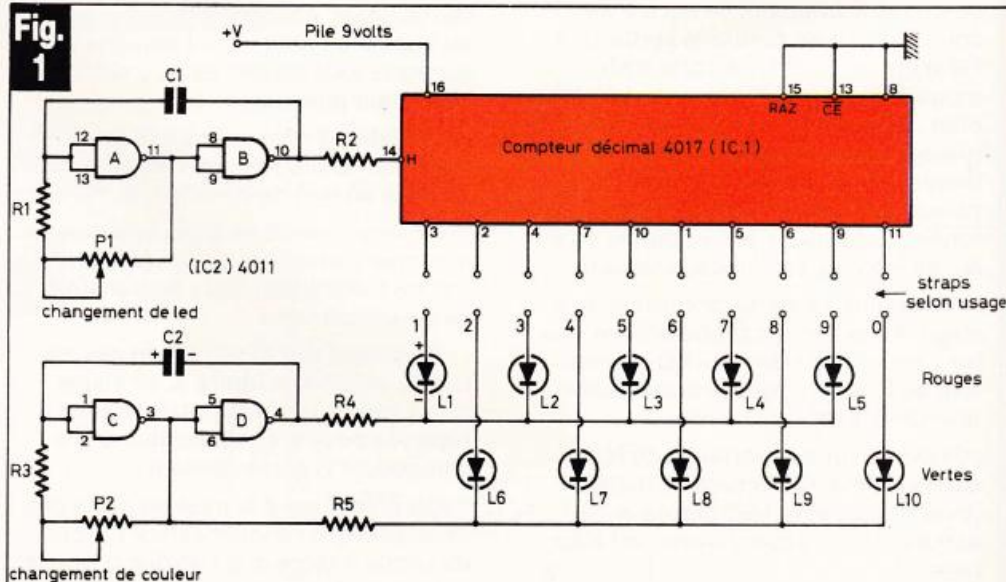 Fig.
1
+V
Pile 9volts
C1
16
15
13
8
RAZ
CE
12
11
8
10
R2
14
H
A
B
Compteur décimal 4017 (IC.1)
13
9
R1
3
2
4
7
10
1
5
6
9
11
P1
(IC2) 4011
straps
selon usage
changement de led
1
2
3
4
5
6
7
8
9
0
+
C2
-
+
Rouges
1
3
5
4
R4
-
L1
L2
L3
L4
L5
C
D
2
6
R3
Vertes
L6
L7
L8
L9
L10
P2
R5
changement de couleur